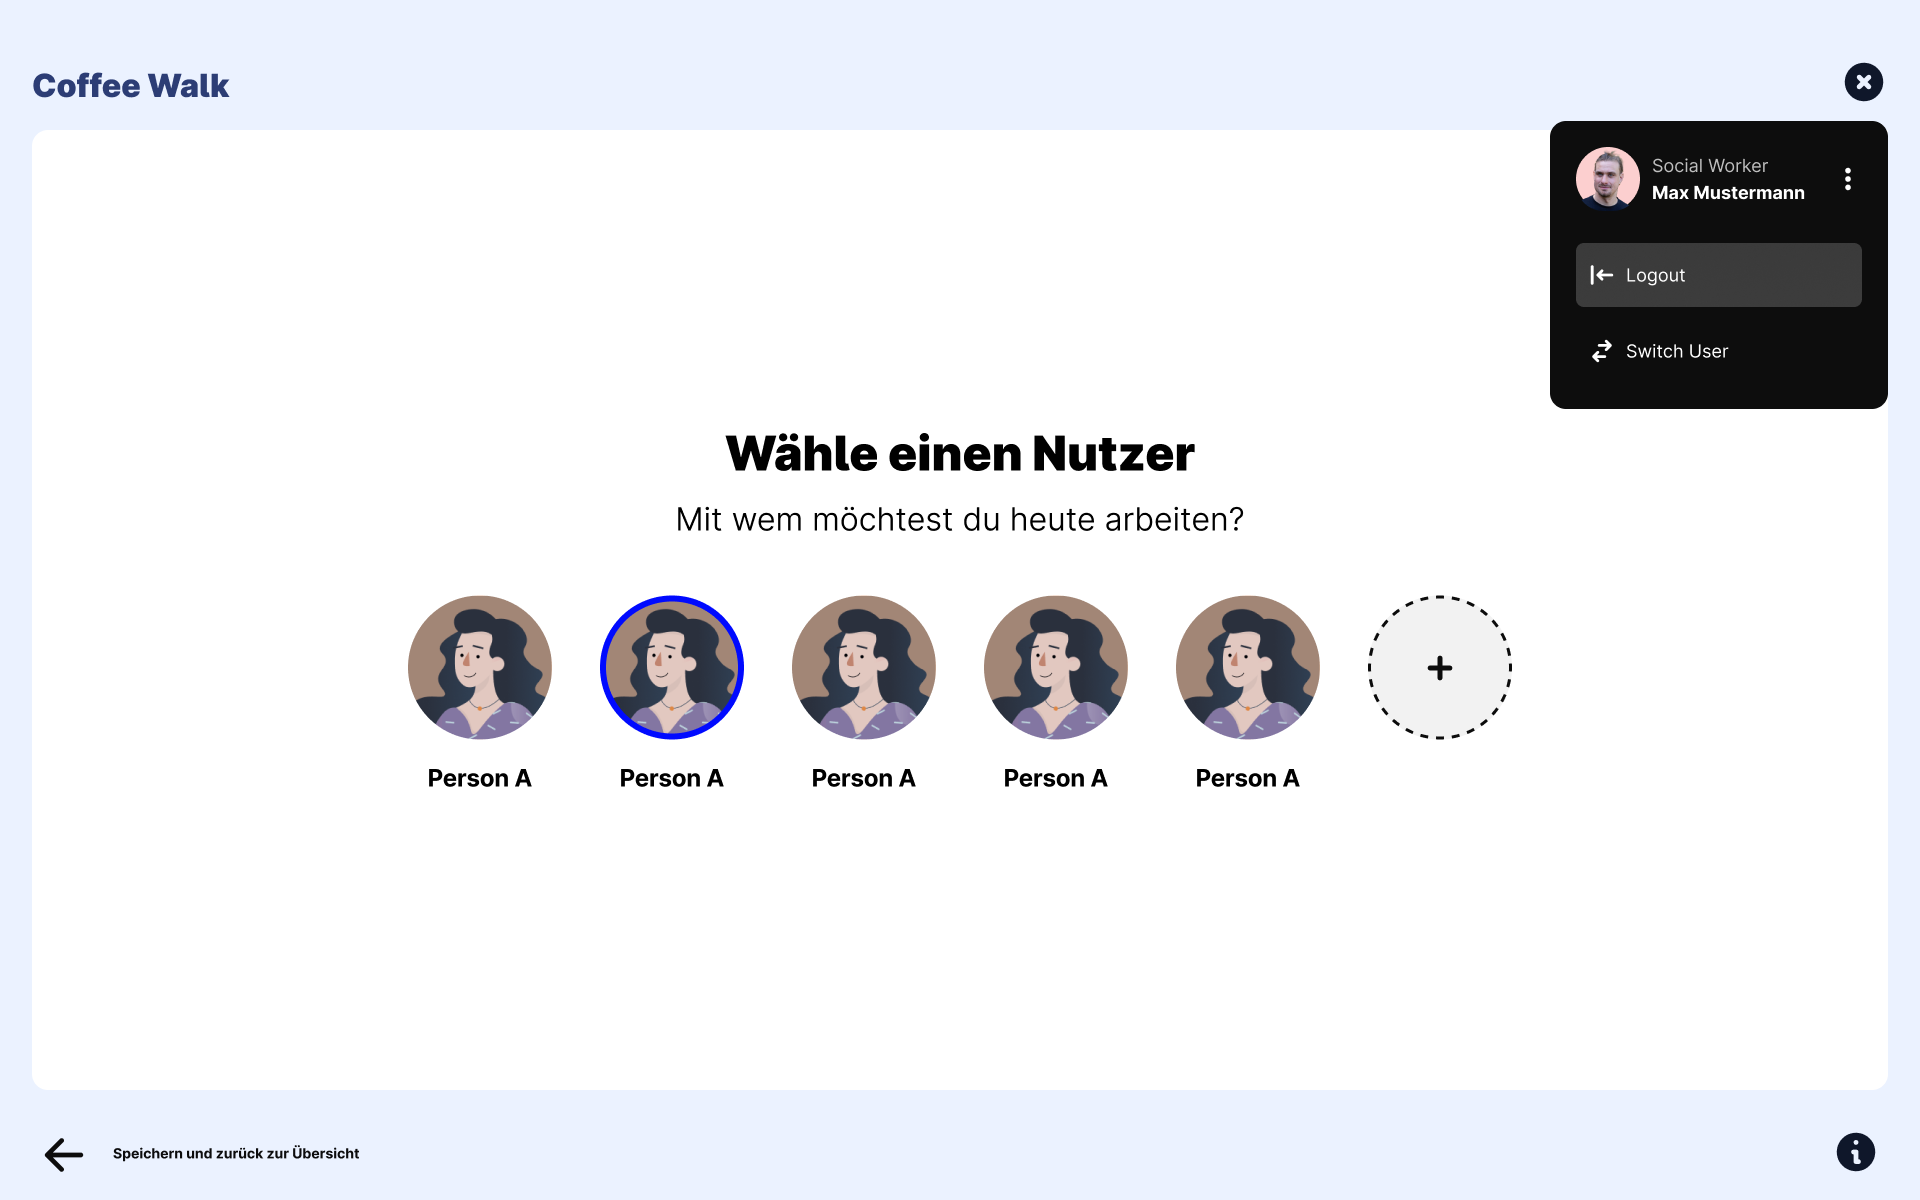 Coffee Walk
Social Worker
Max Mustermann
Logout
Switch User
Wähle einen Nutzer
Mit wem möchtest du heute arbeiten?
Person A
Person A
Person A
Person A
Person A
Speichern und zurück zur Übersicht